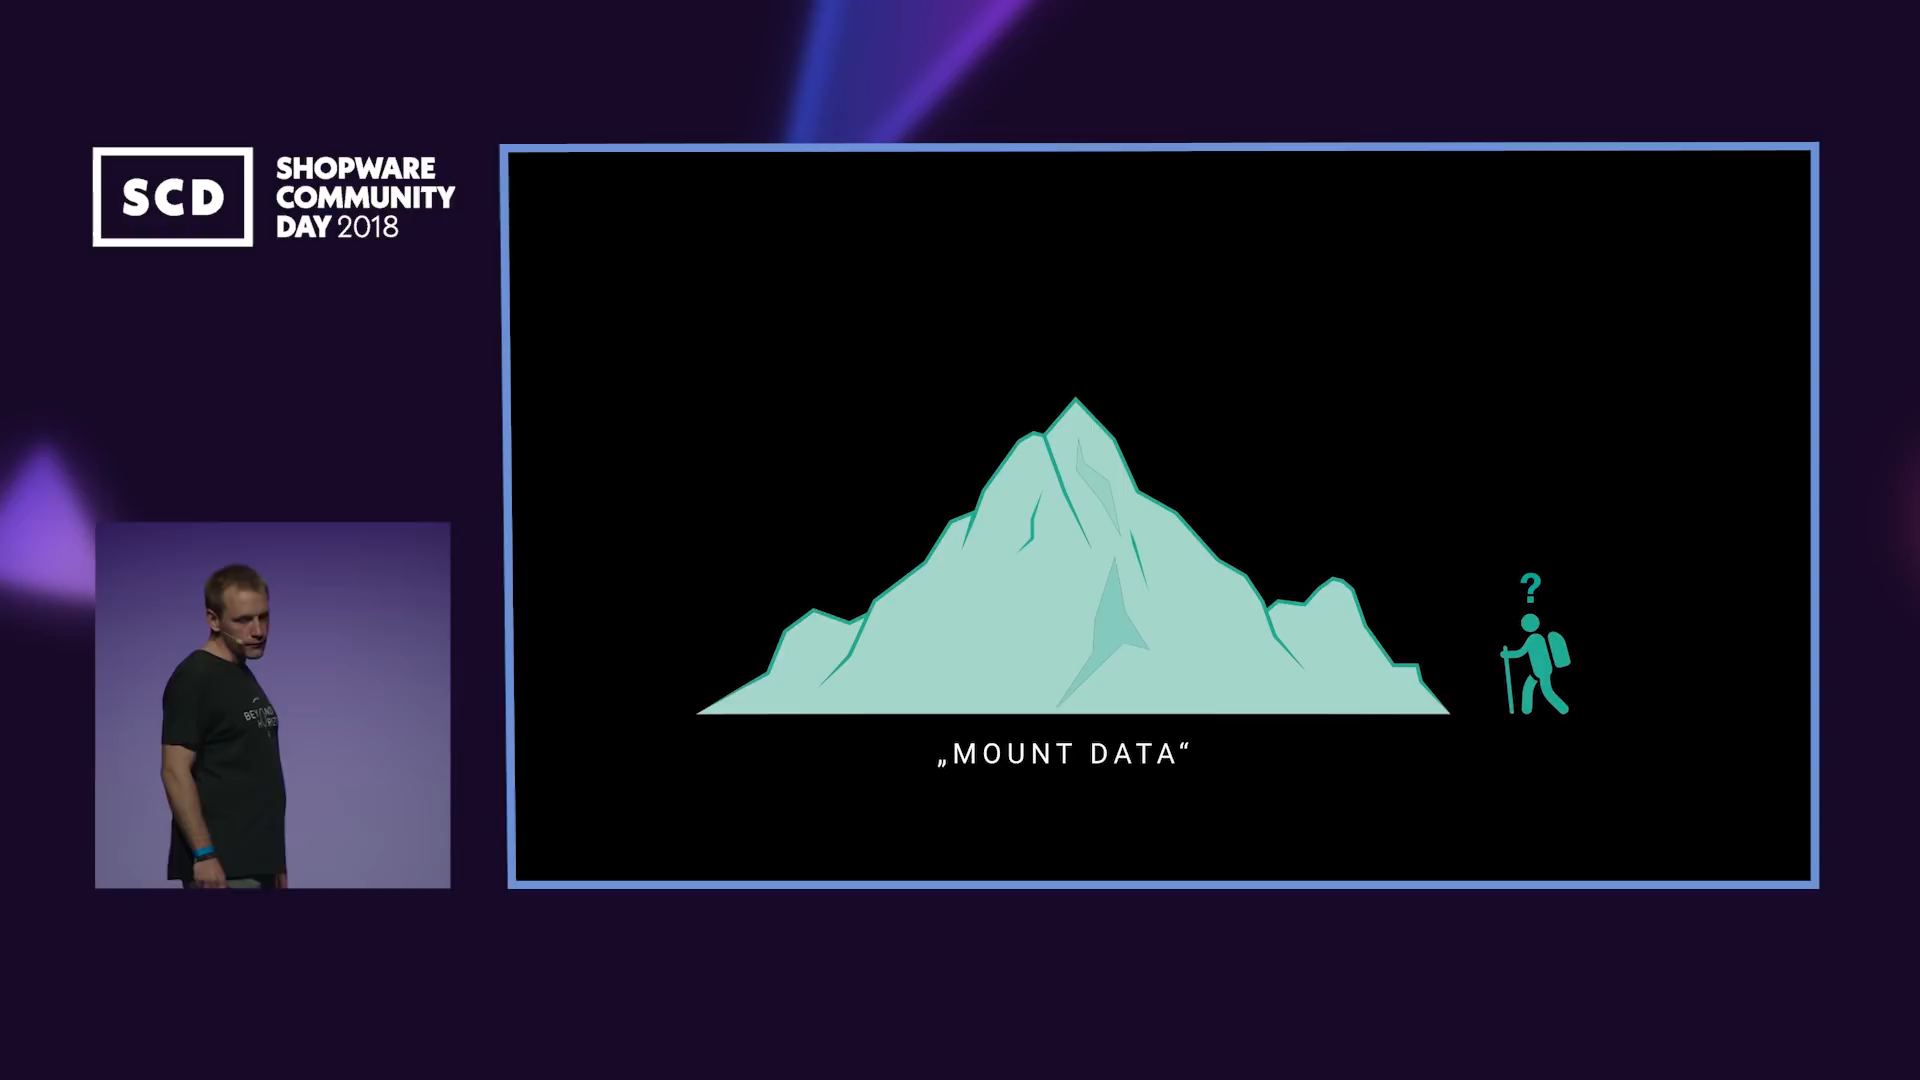 SCD
SHOPWARE
COMMUNITY
DAY 2018
?
„MOUNT DATA“